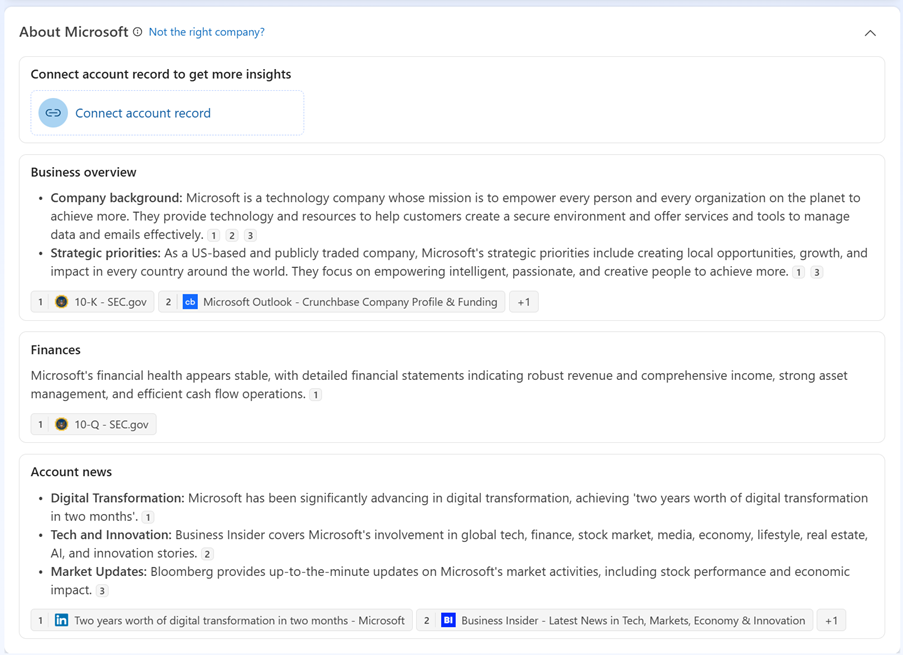 About Microsoft Not the right company?
Connect account record to get more insights
Connect account record
Business overview
• Company background: Microsoft is a technology company whose mission is to empower every person and every organization on the planet to
achieve more. They provide technology and resources to help customers create a secure environment and offer services and tools to manage
data and emails effectively. 1 2 3
• Strategic priorities: As a US-based and publicly traded company, Microsoft's strategic priorities include creating local opportunities, growth, and
impact in every country around the world. They focus on empowering intelligent, passionate, and creative people to achieve more. 1 3
1 10-K - SEC.gov 2 cb Microsoft Outlook - Crunchbase Company Profile & Funding +1
Finances
Microsoft's financial health appears stable, with detailed financial statements indicating robust revenue and comprehensive income, strong asset
management, and efficient cash flow operations. 1
1 10-Q - SEC.gov
Account news
• Digital Transformation: Microsoft has been significantly advancing in digital transformation, achieving 'two years worth of digital transformation
in two months'. 1
• Tech and Innovation: Business Insider covers Microsoft's involvement in global tech, finance, stock market, media, economy, lifestyle, real estate,
AI, and innovation stories. 2
• Market Updates: Bloomberg provides up-to-the-minute updates on Microsoft's market activities, including stock performance and economic
impact. 3
1 in Two years worth of digital transformation in two months - Microsoft 2 BI Business Insider - Latest News in Tech, Markets, Economy & Innovation +1